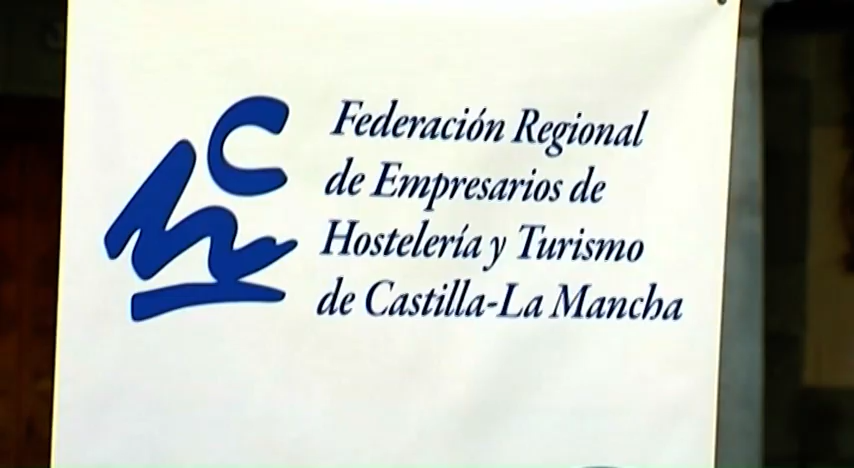 Federación Regional
de Empresarios de
Hostelería y Turismo
de Castilla-La Mancha